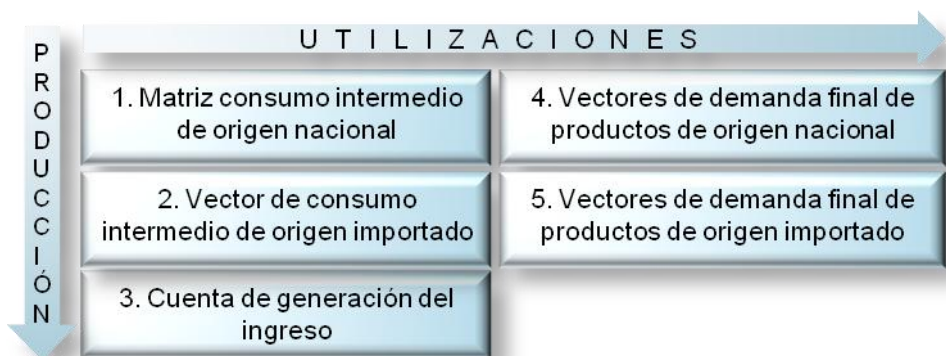 UTILIZACIONES
PRODUCCIÓN
1. Matriz consumo intermedio
de origen nacional
4. Vectores de demanda final de
productos de origen nacional
2. Vector de consumo
intermedio de origen importado
5. Vectores de demanda final de
productos de origen importado
3. Cuenta de generación del
ingreso